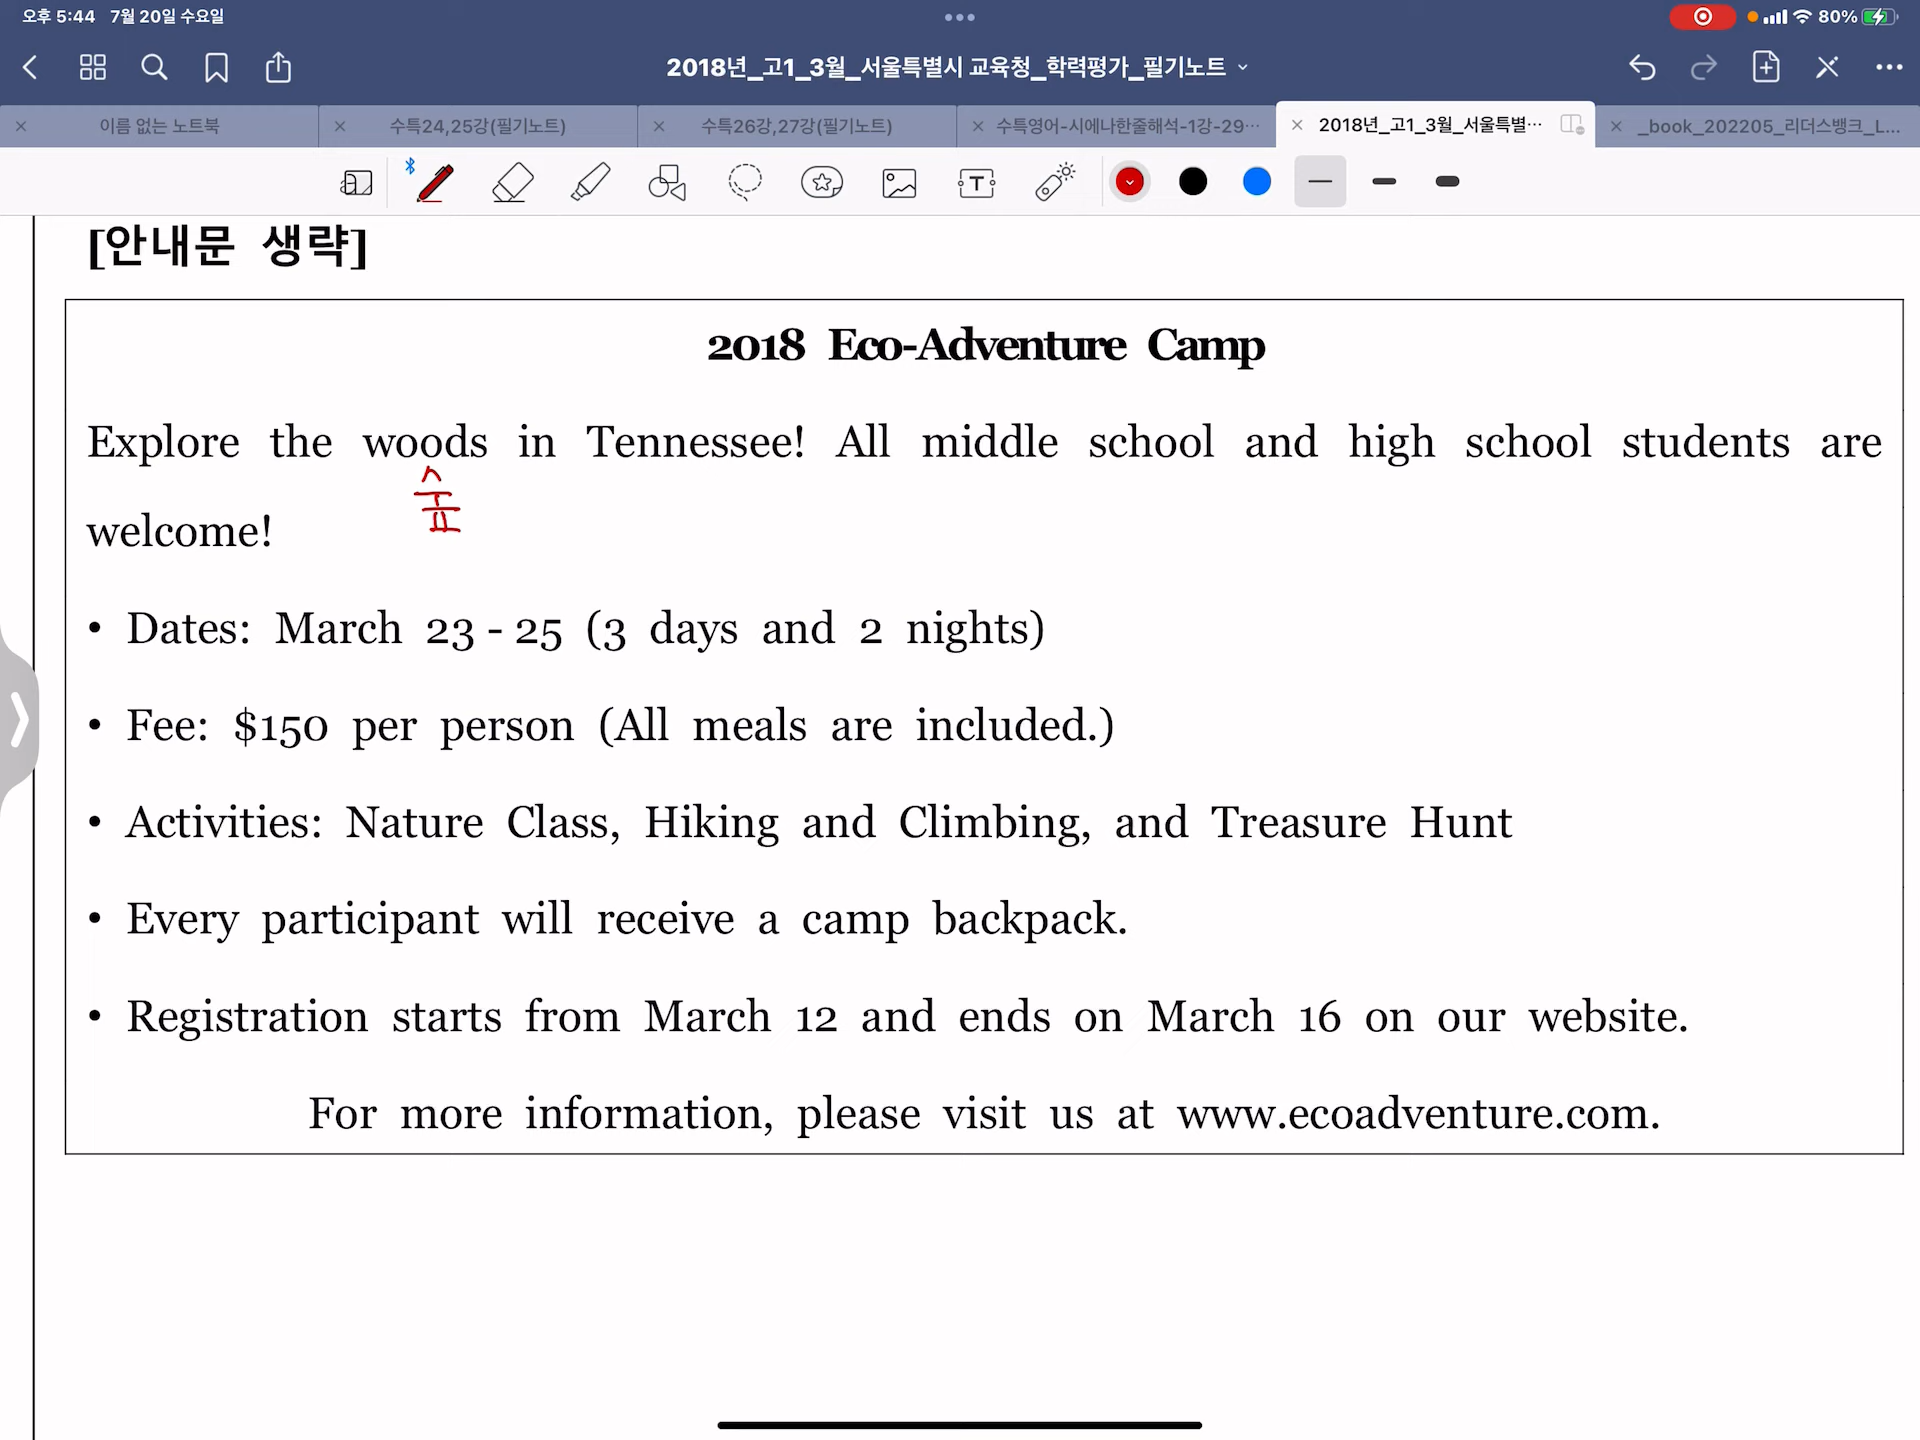 오후 5:44 7월 20일 수요일
80%
2018년_고1_3월_서울특별시 교육청_학력평가_필기노트
이름 없는 노트북
수특24,25강(필기노트)
수특26강,27강(필기노트)
수특영어-시에나한줄해석-1강-29…
2018년_고1_3월_서울특별…
_book_202205_리더스뱅크_L...
[안내문 생략]
2018 Eco-Adventure Camp
Explore the woods in Tennessee! All middle school and high school students are
숲
welcome!
• Dates: March 23 - 25 (3 days and 2 nights)
• Fee: $150 per person (All meals are included.)
• Activities: Nature Class, Hiking and Climbing, and Treasure Hunt
• Every participant will receive a camp backpack.
• Registration starts from March 12 and ends on March 16 on our website.
For more information, please visit us at www.ecoadventure.com.